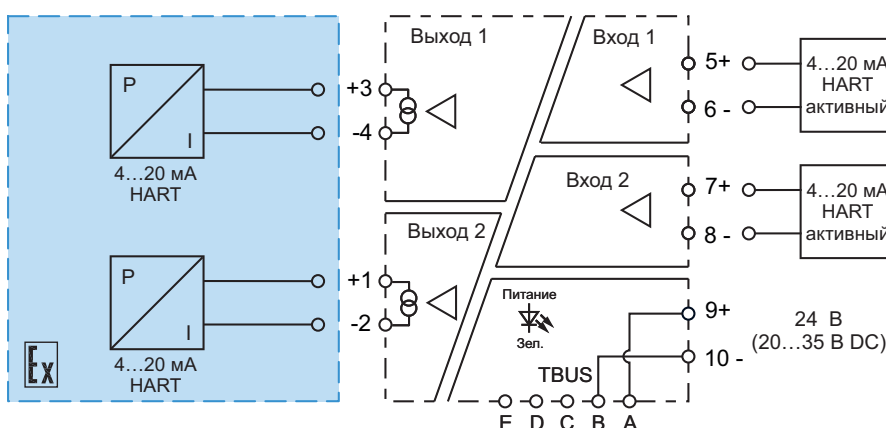 P
I
4…20 мА
HART
+3
-4
Выход 1
Вход 1
5+
6 -
4…20 мА
HART
активный
Вход 2
7+
8 -
4…20 мА
HART
активный
Выход 2
P
I
4…20 мА
HART
Ex
+1
-2
Питание
Зел.
TBUS
9+
10 -
24 В
(20…35 В DC)
E D C B A